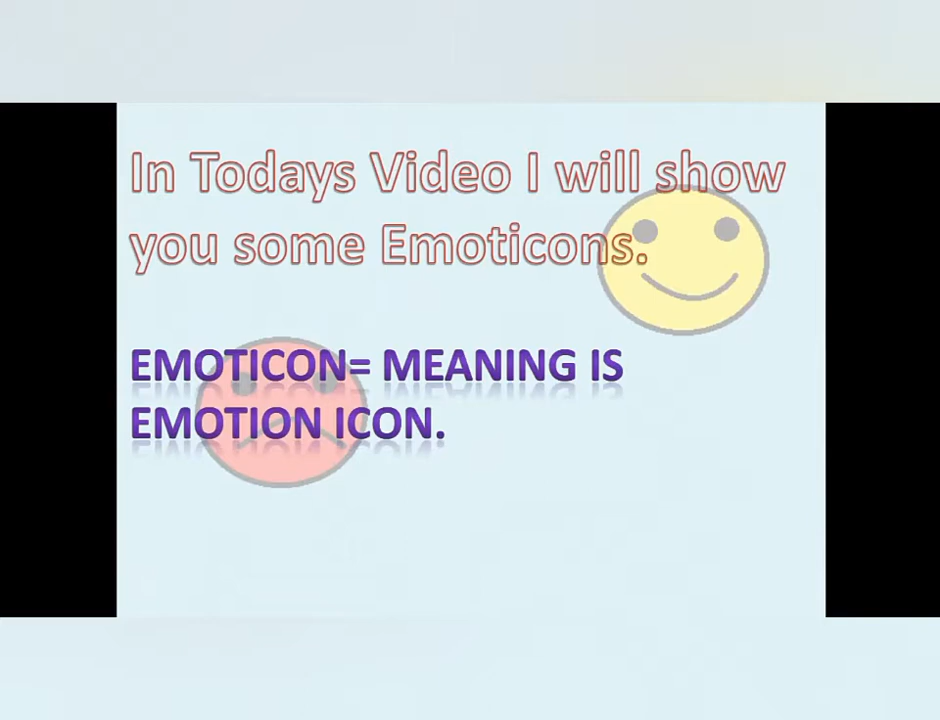 In Todays Video I will show
you some Emoticons.
EMOTICON= MEANING IS
EMOTION ICON.